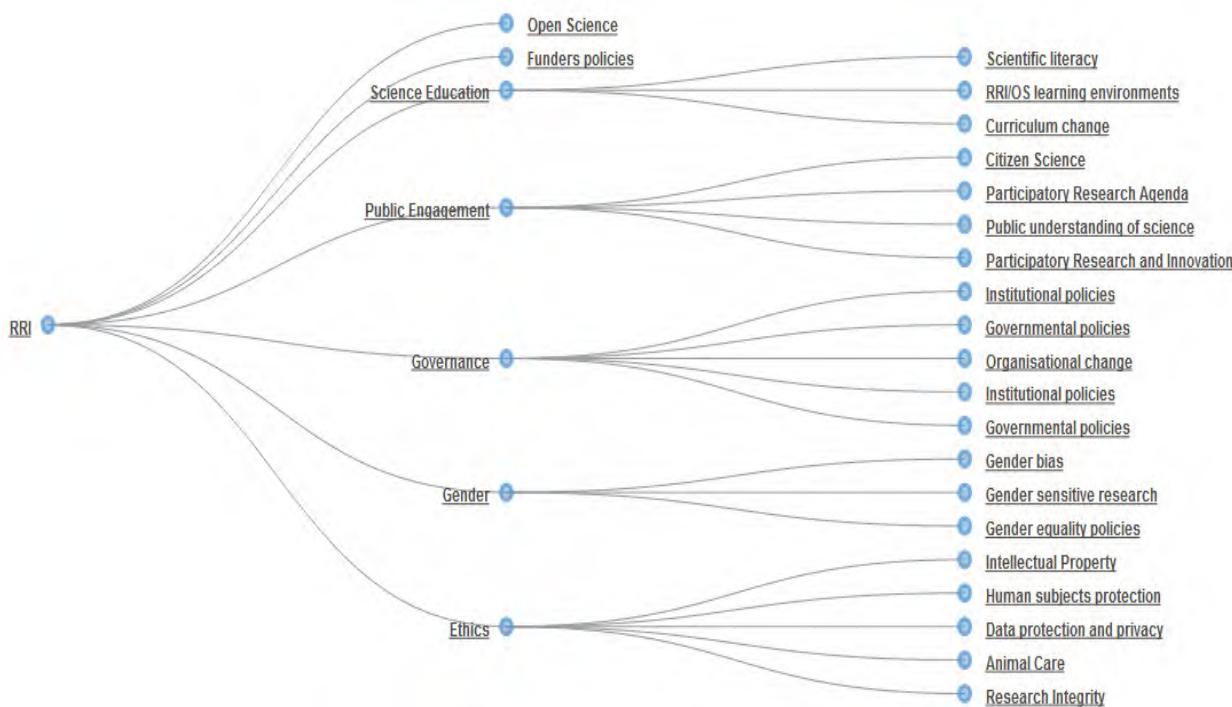 RRI
Open Science
Funders policies
Science Education
Scientific literacy
RRI/OS learning environments
Curriculum change
Public Engagement
Citizen Science
Participatory Research Agenda
Public understanding of science
Participatory Research and Innovation
Governance
Institutional policies
Governmental policies
Organisational change
Institutional policies
Governmental policies
Gender
Gender bias
Gender sensitive research
Gender equality policies
Ethics
Intellectual Property
Human subjects protection
Data protection and privacy
Animal Care
Research Integrity